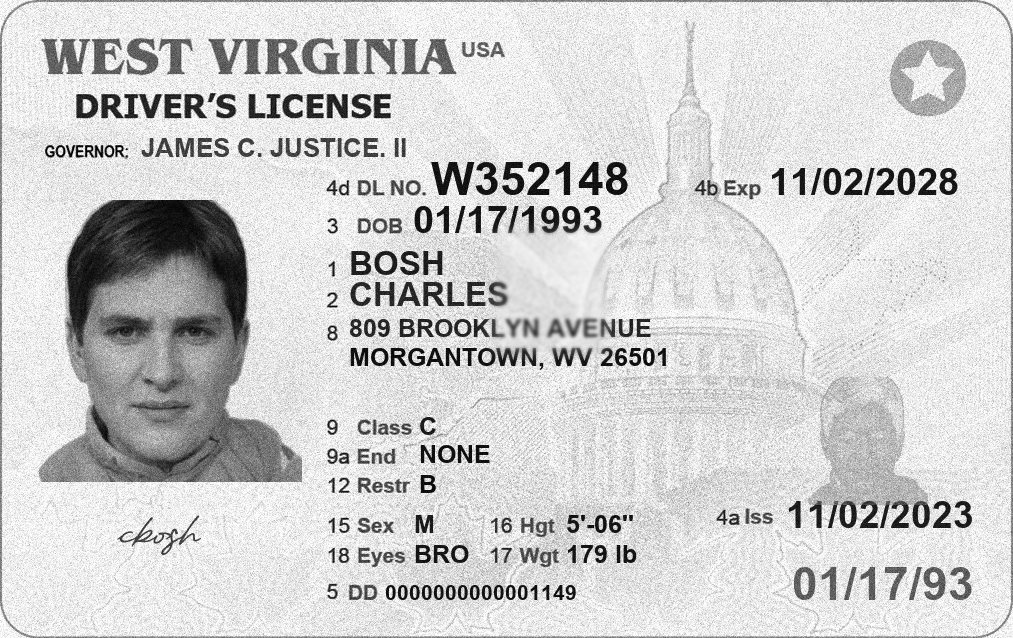 WEST VIRGINIA USA
DRIVER'S LICENSE
GOVERNOR: JAMES C. JUSTICE. II
4d DL NO. W352148 4b Exp 11/02/2028
3 DOB 01/17/1993
1 BOSH
2 CHARLES
8 809 BROOKLYN AVENUE
MORGANTOWN, WV 26501
9 Class C
9a End NONE
12 Restr B
15 Sex M 16 Hgt 5'-06" 4a Iss 11/02/2023
18 Eyes BRO 17 Wgt 179 lb
5 DD 0000000000001149 01/17/93
cbosh